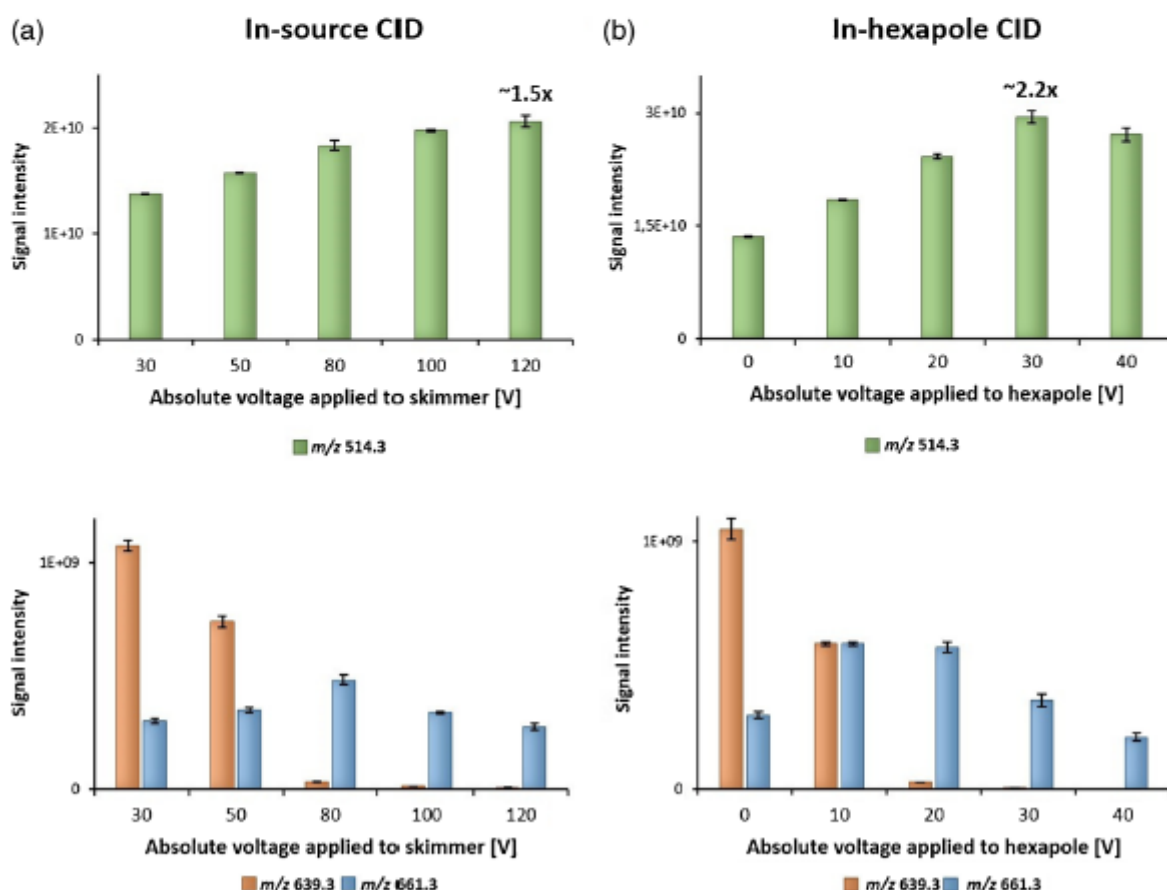 (a) In-source CID
~1.5x
2E+10
1E+10
0
Signal intensity
30 50 80 100 120
Absolute voltage applied to skimmer [V]
m/z 514.3
1E+09
0
Signal intensity
30 50 80 100 120
Absolute voltage applied to skimmer [V]
m/z 639.3 m/z 661.3
(b) In-hexapole CID
~2.2x
3E+10
1,5E+10
0
Signal intensity
0 10 20 30 40
Absolute voltage applied to hexapole [V]
m/z 514.3
1E+09
0
Signal intensity
0 10 20 30 40
Absolute voltage applied to hexapole [V]
m/z 639.3 m/z 661.3